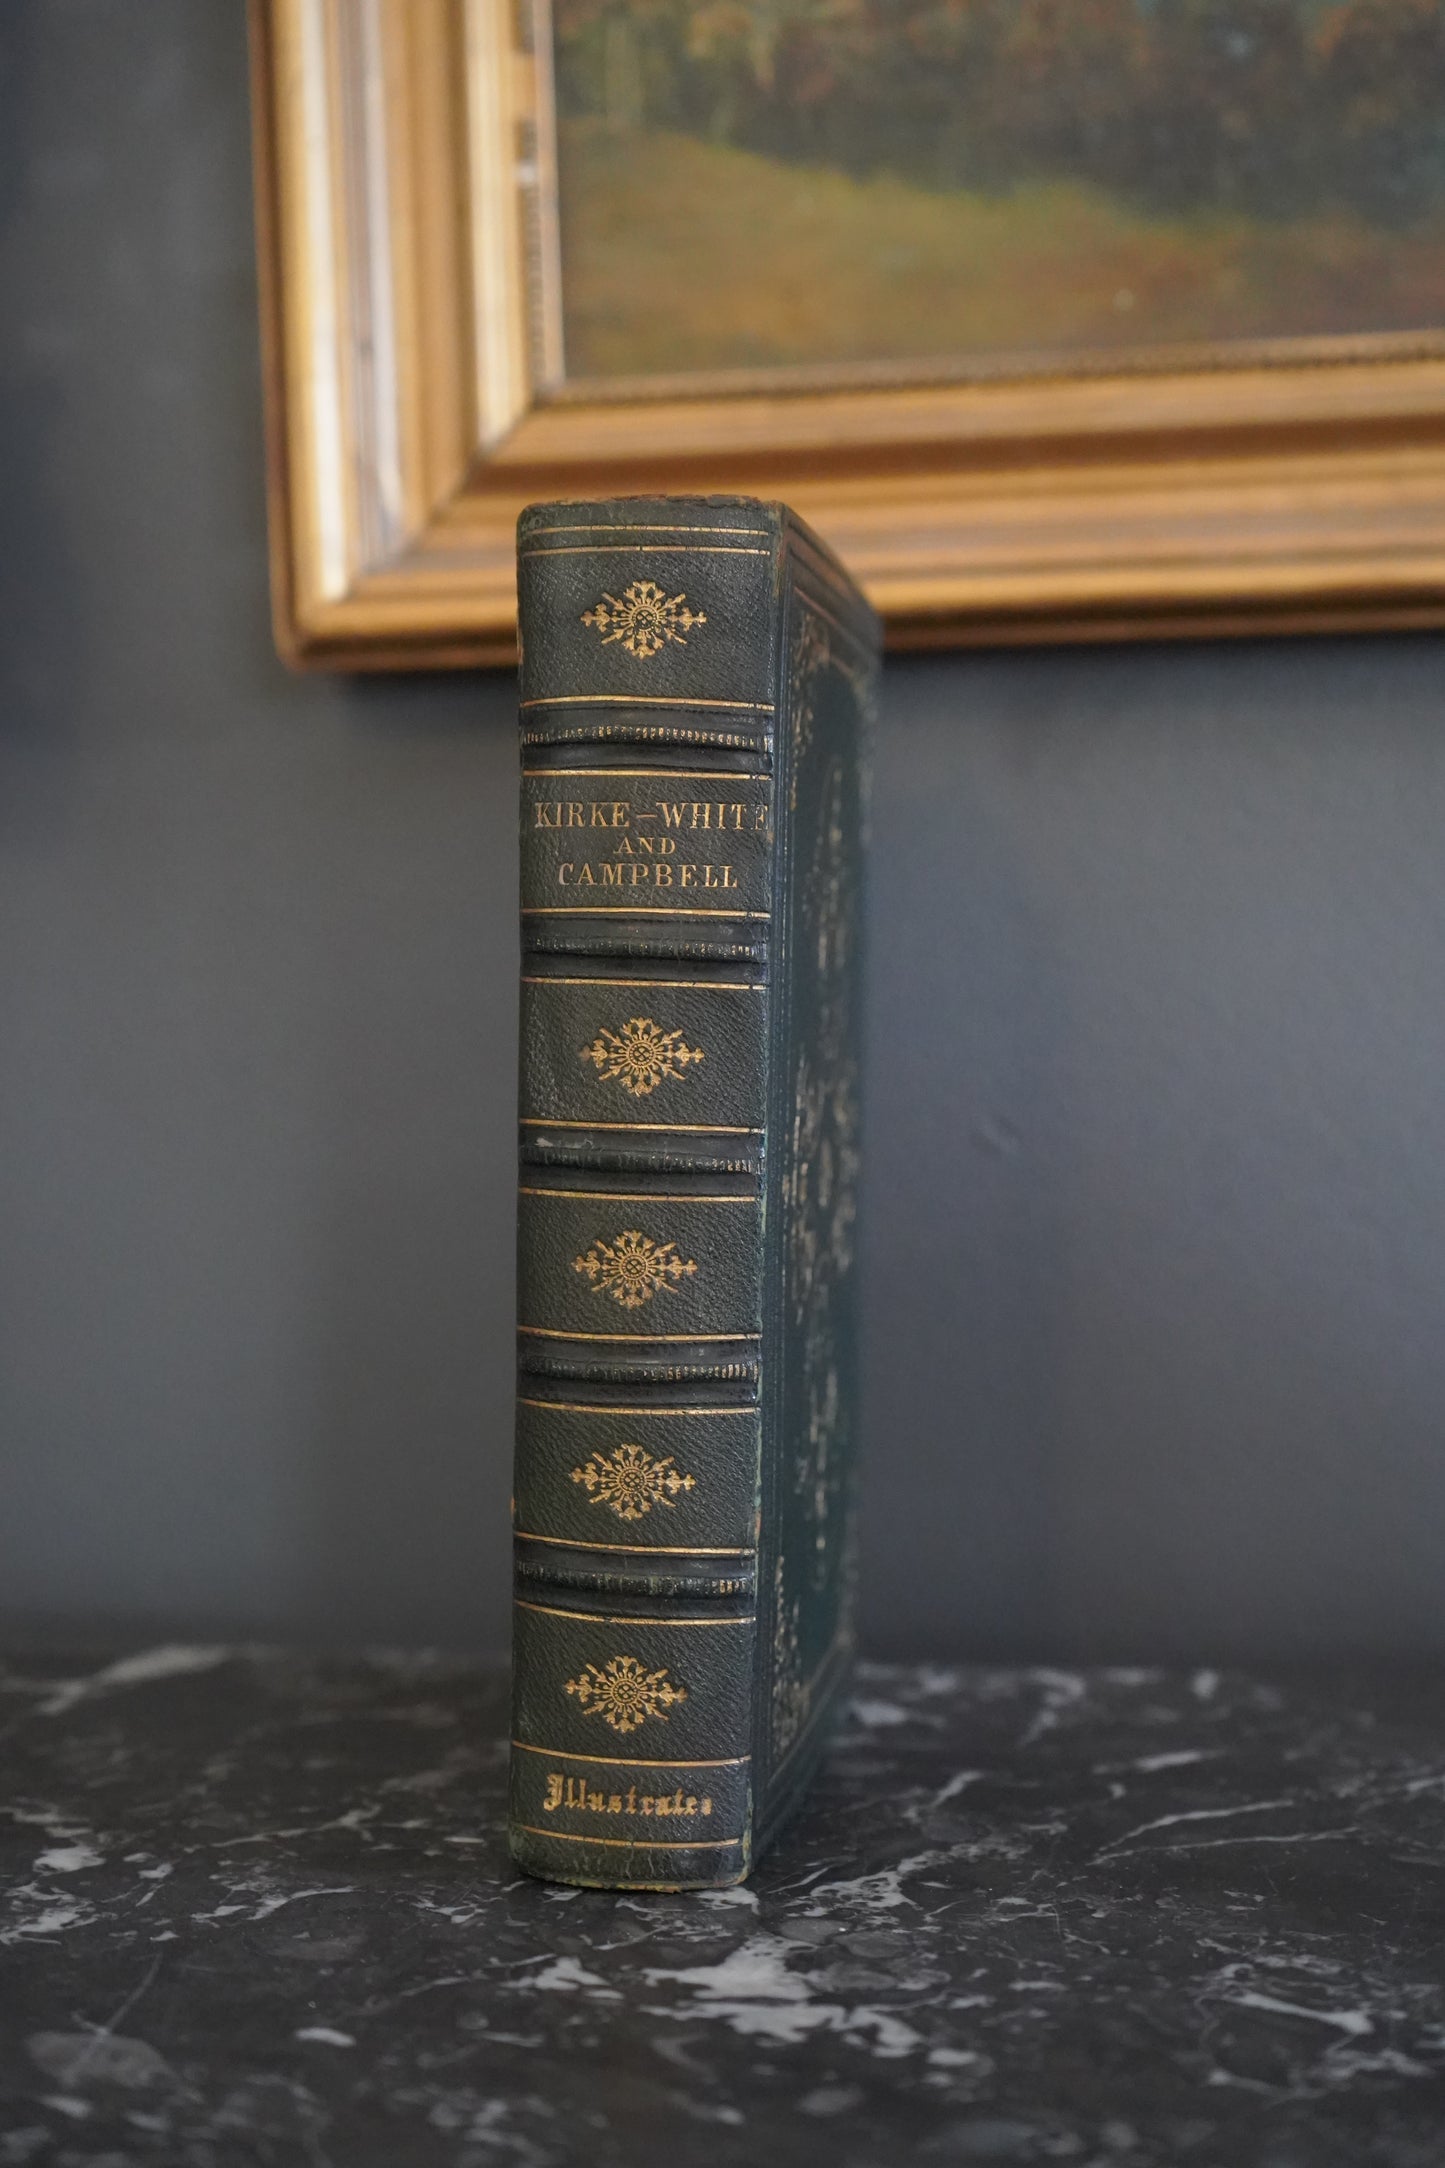 KIRKE-WHITE
AND
CAMPBELL
Illustrated